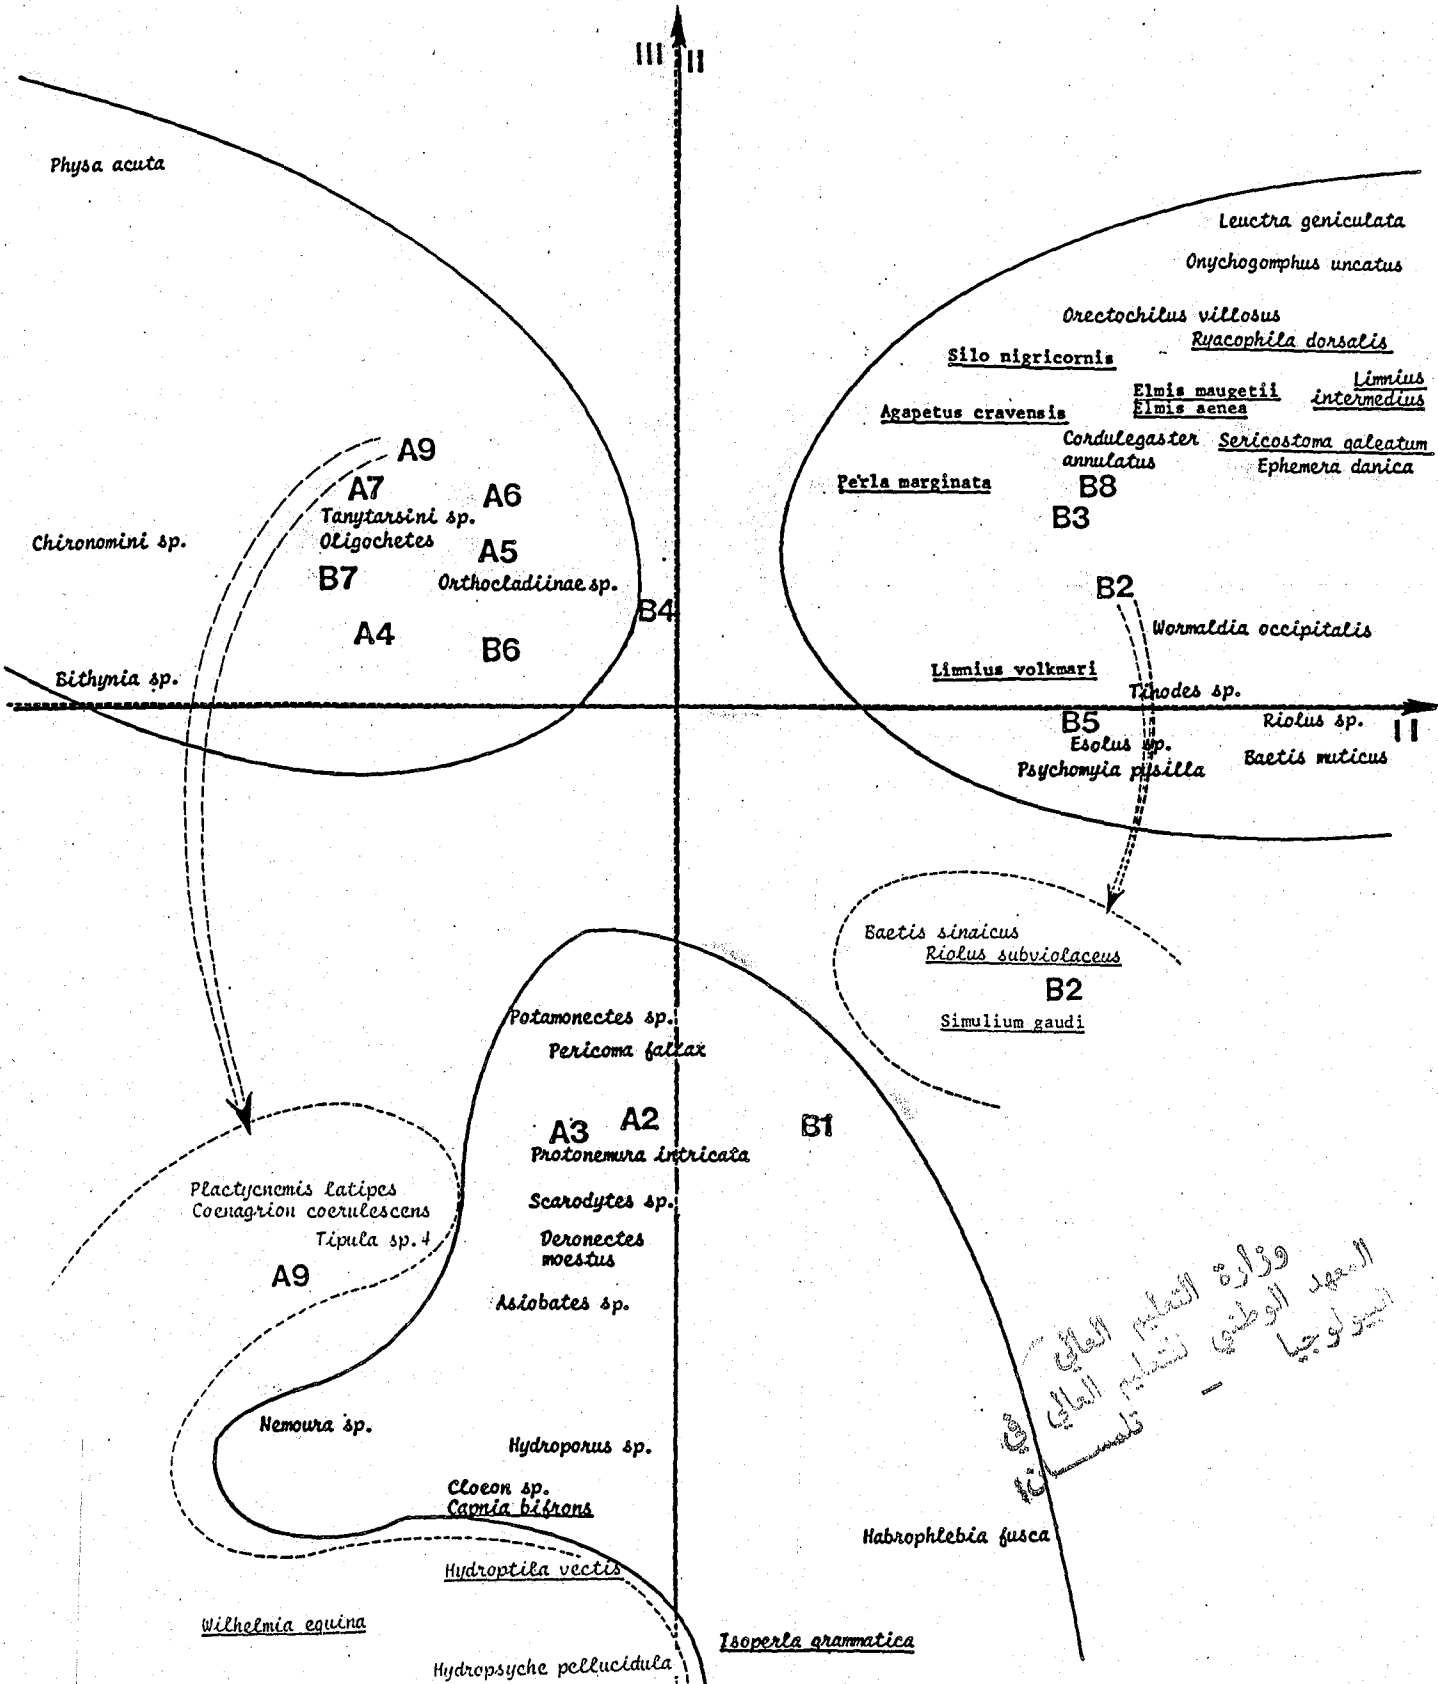 III II
Physa acuta
Leuctra geniculata
Onychogomphus uncatus
Orectochilus villosus
Ryacophila dorsalis
Silo nigricornis
Elmis maugetii
Elmis aenea
Limnius
intermedius
Agapetus cravensis
Cordulegaster
annulatus
Sericostoma galeatum
Ephemera danica
Perla marginata
B8
B3
A9
A7
A6
Tanytarsini sp.
Oligochetes
Chironomini sp.
A5
B7
Orthocladiinae sp.
B4
B2
A4
B6
Wormaldia occipitalis
Bithynia sp.
Limnius volkmari
Tinodes sp.
B5
Riolus sp.
II
Esolus sp.
Psychomyia pusilla
Baetis muticus
Baetis sinaicus
Riolus subviolaceus
B2
Simulium gaudi
Potamonectes sp.
Pericoma fallax
A3
A2
B1
Protonemura intricata
Plactycnemis latipes
Coenagrion coerulescens
Tipula sp. 4
A9
Scarodytes sp.
Deronectes
moestus
Asiobates sp.
وزارة التعليم العالي
المعهد الوطني للتعليم العالي في
البيولوجيا
تلمسان
Nemoura sp.
Hydroporus sp.
Cloeon sp.
Capnia bifrons
Habrophlebia fusca
Hydroptila vectis
Wilhelmia equina
Isoperla grammatica
Hydropsyche pellucidula